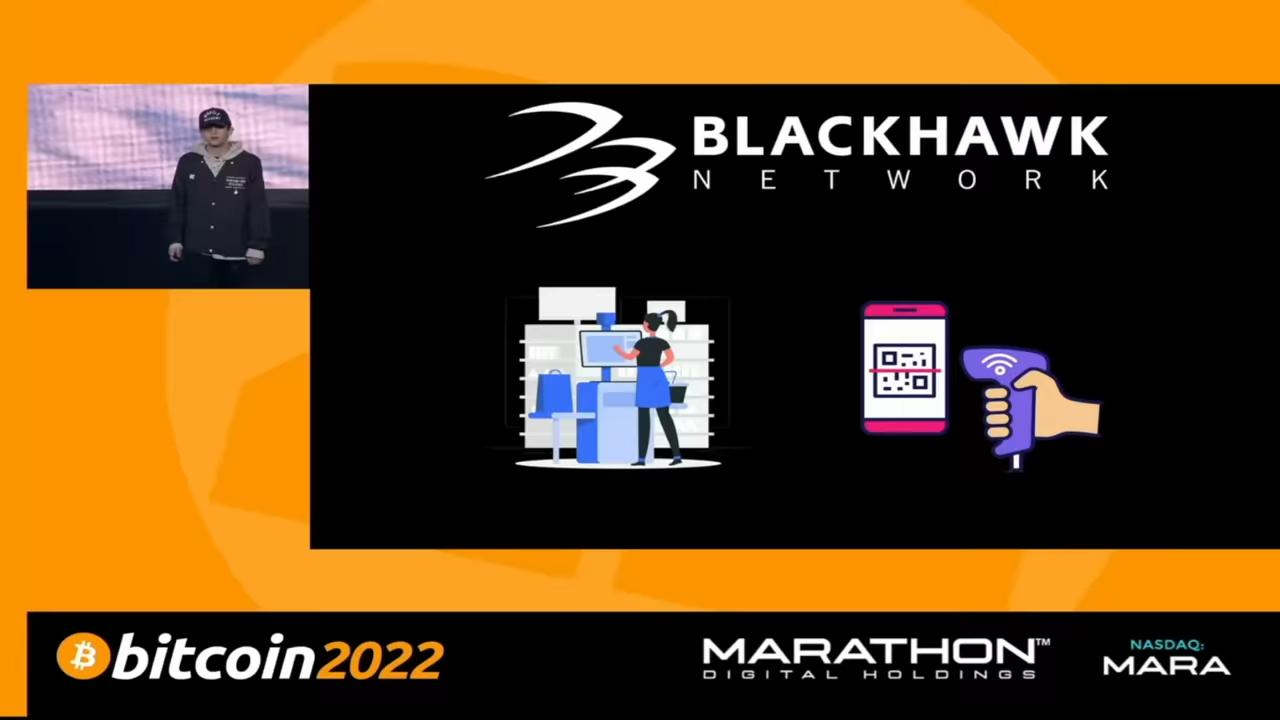 BLACKHAWK
NETWORK
bitcoin2022
MARATHON™
DIGITAL HOLDINGS
NASDAQ:
MARA